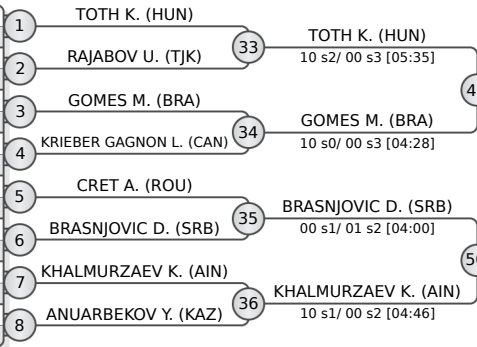 1
TOTH K. (HUN)
2
RAJABOV U. (TJK)
33
TOTH K. (HUN)
10 s2/ 00 s3 [05:35]
3
GOMES M. (BRA)
4
KRIEBER GAGNON L. (CAN)
34
GOMES M. (BRA)
10 s0/ 00 s3 [04:28]
5
CRET A. (ROU)
6
BRASNJOVIC D. (SRB)
35
BRASNJOVIC D. (SRB)
00 s1/ 01 s2 [04:00]
7
KHALMURZAEV K. (AIN)
8
ANUARBEKOV Y. (KAZ)
36
KHALMURZAEV K. (AIN)
10 s1/ 00 s2 [04:46]